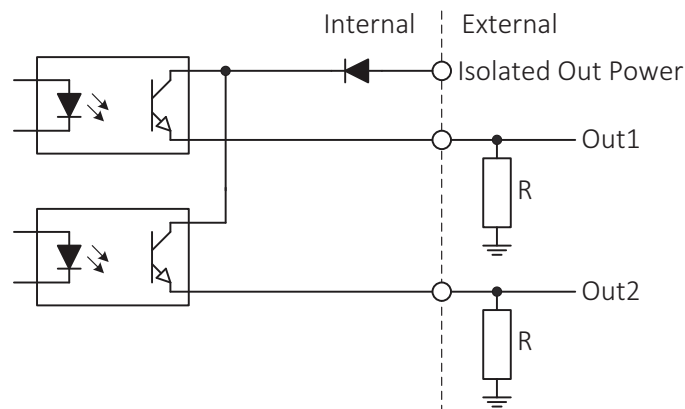 Internal
External
Isolated Out Power
Out1
R
Out2
R